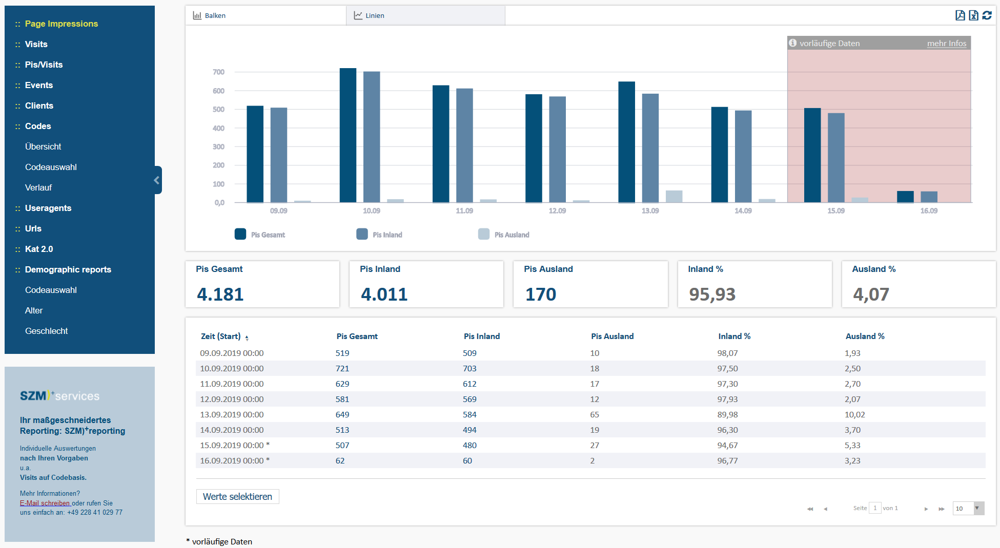 :: Page Impressions
:: Visits
:: Pis/Visits
:: Events
:: Clients
:: Codes
Übersicht
Codeauswahl
Verlauf
:: Useragents
:: Urls
:: Kat 2.0
:: Demographic reports
Codeauswahl
Alter
Geschlecht
SZM)+services
Ihr maßgeschneidertes
Reporting: SZM)+reporting
Individuelle Auswertungen
nach Ihren Vorgaben
u.a.
Visits auf Codebasis.
Mehr Informationen?
E-Mail schreiben oder rufen Sie
uns einfach an: +49 228 41 029 77
Balken Linien
vorläufige Daten mehr Infos
700
600
500
400
300
200
100
0,0
09.09 10.09 11.09 12.09 13.09 14.09 15.09 16.09
Pis Gesamt Pis Inland Pis Ausland
Pis Gesamt Pis Inland Pis Ausland Inland % Ausland %
4.181 4.011 170 95,93 4,07
Zeit (Start) Pis Gesamt Pis Inland Pis Ausland Inland % Ausland %
09.09.2019 00:00 519 509 10 98,07 1,93
10.09.2019 00:00 721 703 18 97,50 2,50
11.09.2019 00:00 629 612 17 97,30 2,70
12.09.2019 00:00 581 569 12 97,93 2,07
13.09.2019 00:00 649 584 65 89,98 10,02
14.09.2019 00:00 513 494 19 96,30 3,70
15.09.2019 00:00 * 507 480 27 94,67 5,33
16.09.2019 00:00 * 62 60 2 96,77 3,23
Werte selektieren
Seite 1 von 1 10
* vorläufige Daten